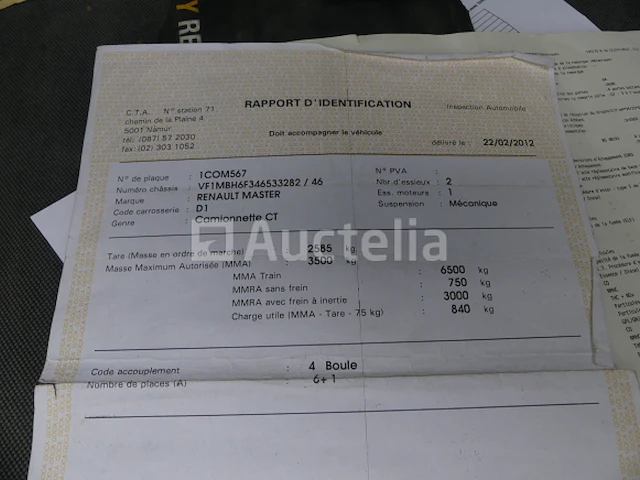 RAPPORT D'IDENTIFICATION
C.T.A.. N° station 71
chemin de la Plaine 4
5001 Namur
tél: (087) 57 2030
fax:(02) 303 1052
Inspection Automobile
Doit accompagner le véhicule
délivré le : 22/02/2012
N° de plaque : 1COM567
Numéro châssis : VF1MBH6F346533282 / 46
Marque : RENAULT MASTER
Code carrosserie : D1
Genre : Camionnette CT
N° PVA :
Nbr.d'essieux : 2
Ess. moteurs : 1
Suspension : Mécanique
Auctelia
Tare (Masse en ordre de marche) : 2585 kg
Masse Maximum Autorisée (MMA) : 3500 kg
MMA Train : 6500 kg
MMRA sans frein : 750 kg
MMRA avec frein à inertie : 3000 kg
Charge utile (MMA - Tare - 75 kg) : 840 kg
Code accouplement : 4 Boule
Nombre de places (A) : 6+1